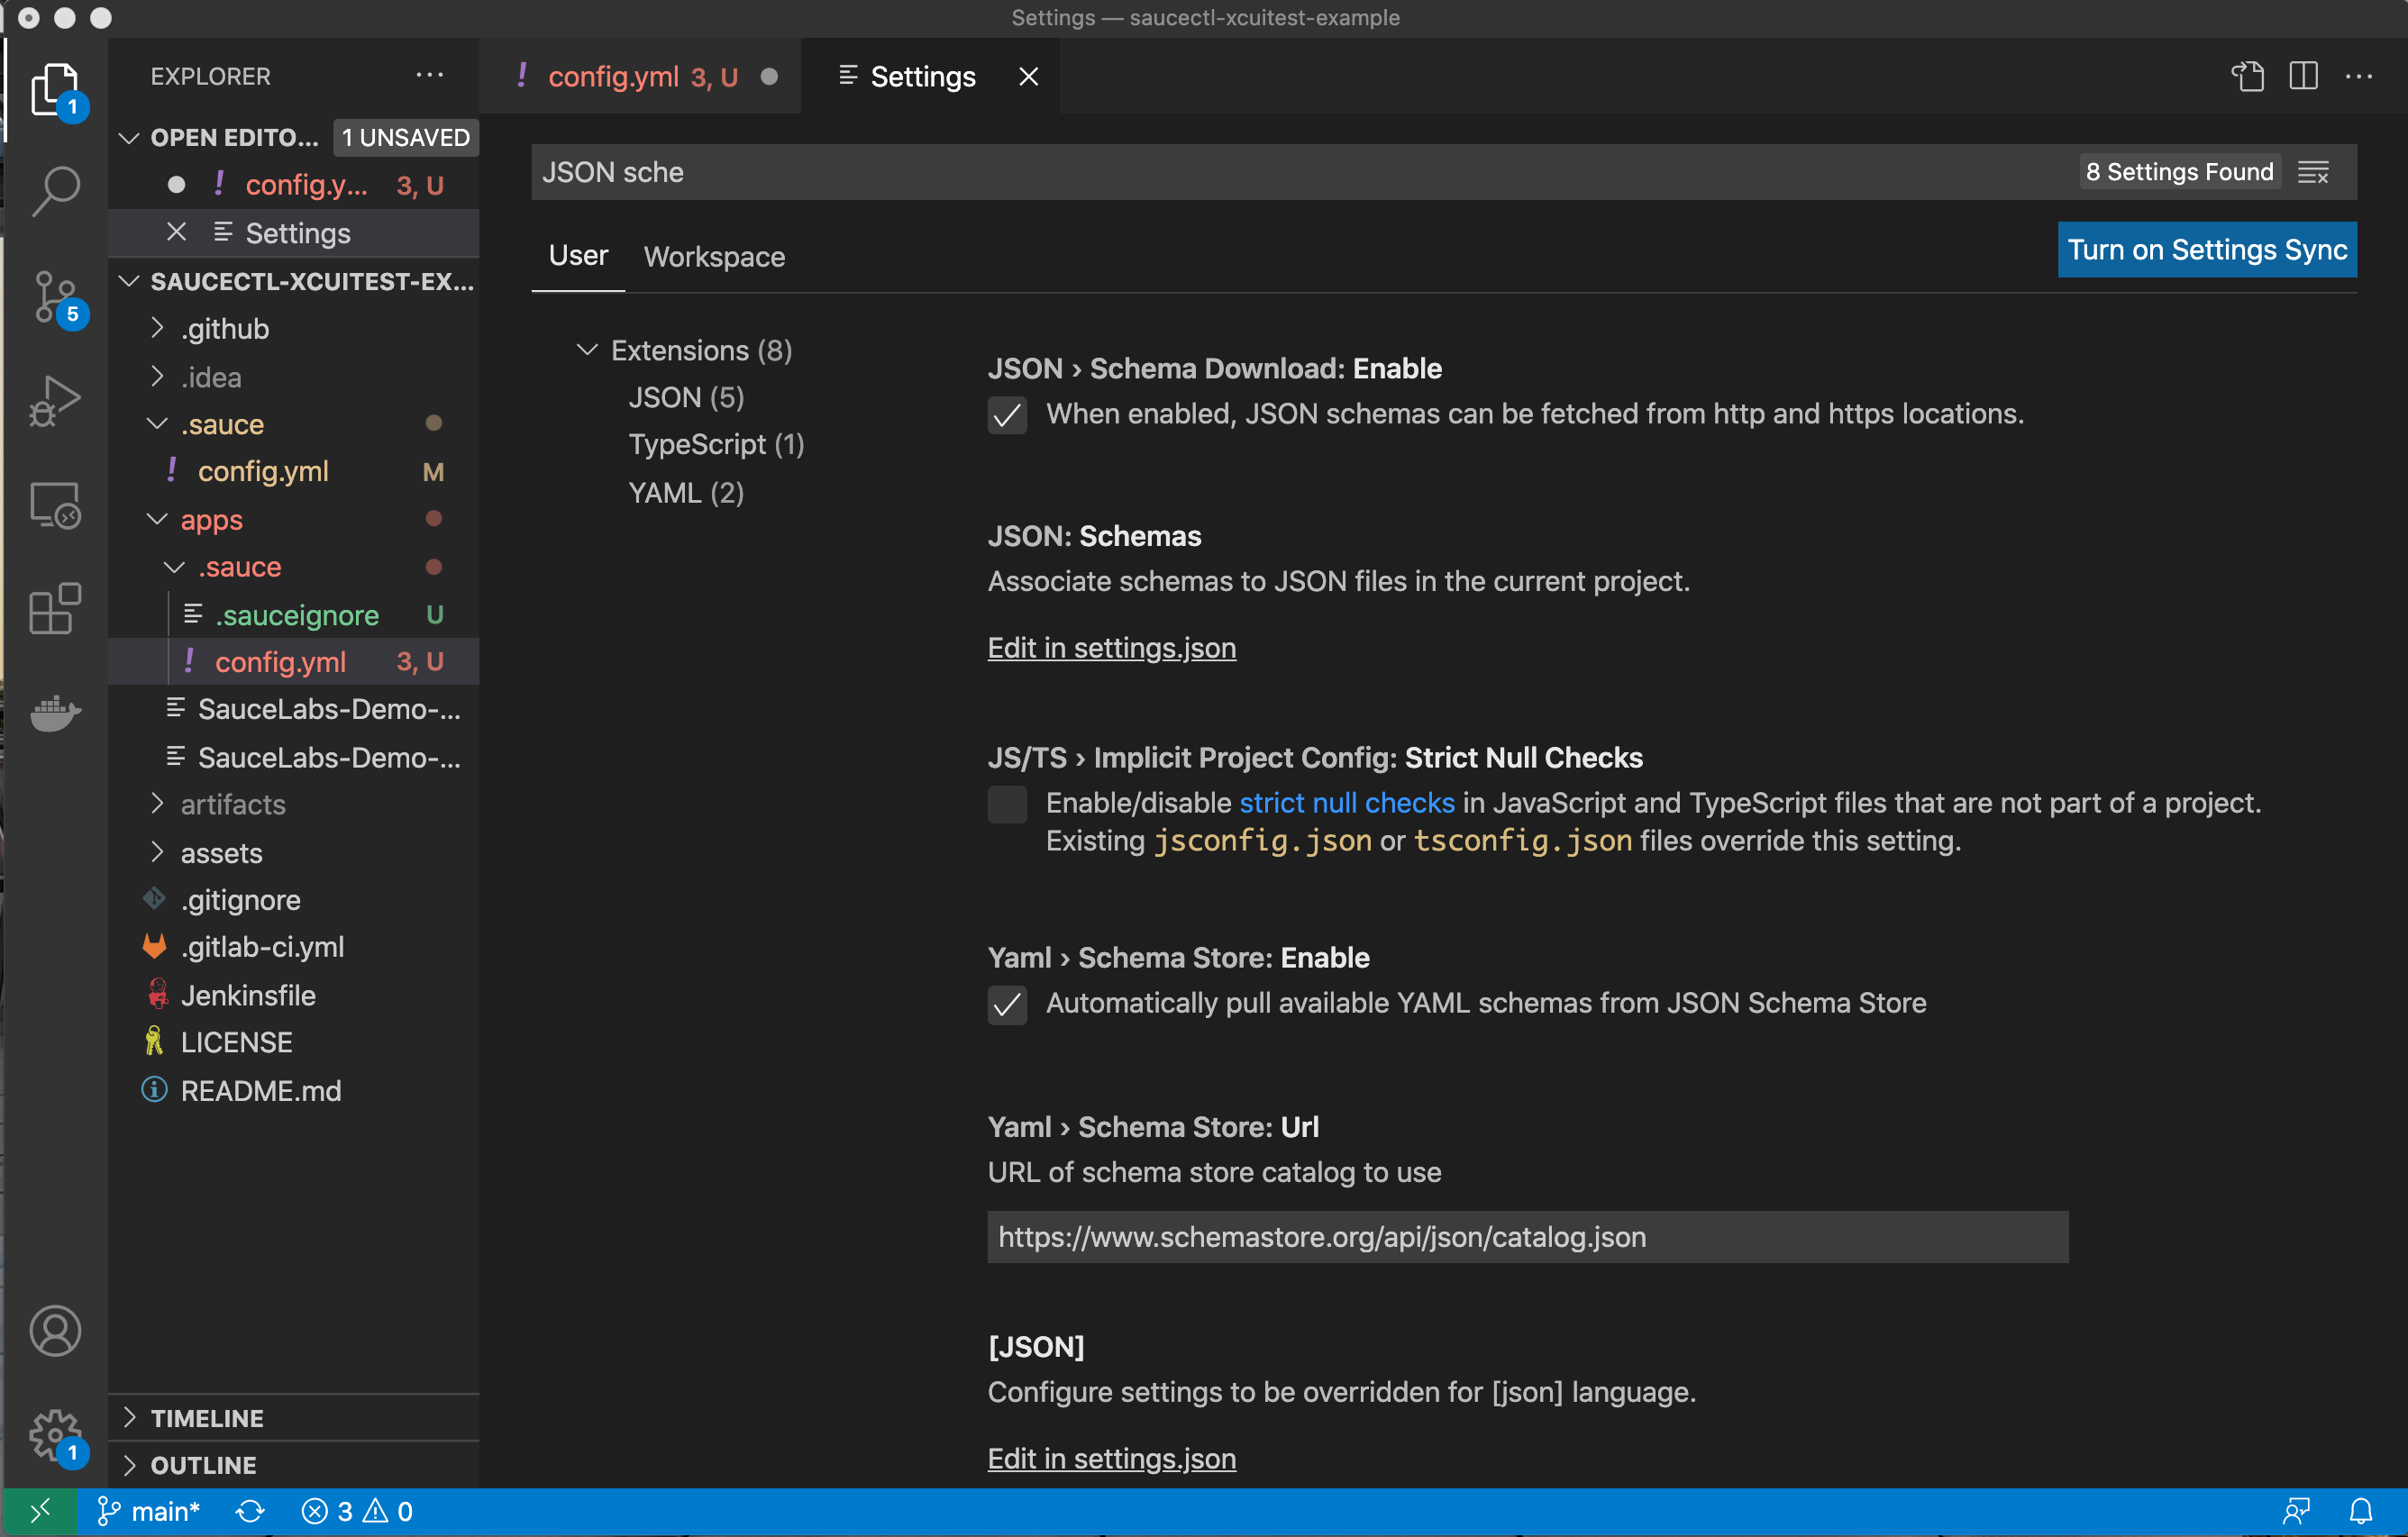 Settings — saucectl-xcuitest-example
EXPLORER
config.yml 3, U
Settings
1
OPEN EDITO... 1 UNSAVED
config.y... 3, U
Settings
SAUCECTL-XCUITEST-EX...
5
.github
.idea
.sauce
config.yml M
apps
.sauce
.sauceignore U
config.yml 3, U
SauceLabs-Demo-...
SauceLabs-Demo-...
artifacts
assets
.gitignore
.gitlab-ci.yml
Jenkinsfile
LICENSE
README.md
TIMELINE
OUTLINE
1
JSON sche
8 Settings Found
User Workspace
Turn on Settings Sync
Extensions (8)
JSON (5)
TypeScript (1)
YAML (2)
JSON › Schema Download: Enable
When enabled, JSON schemas can be fetched from http and https locations.
JSON: Schemas
Associate schemas to JSON files in the current project.
Edit in settings.json
JS/TS › Implicit Project Config: Strict Null Checks
Enable/disable strict null checks in JavaScript and TypeScript files that are not part of a project.
Existing jsconfig.json or tsconfig.json files override this setting.
Yaml › Schema Store: Enable
Automatically pull available YAML schemas from JSON Schema Store
Yaml › Schema Store: Url
URL of schema store catalog to use
https://www.schemastore.org/api/json/catalog.json
[JSON]
Configure settings to be overridden for [json] language.
Edit in settings.json
main* 3 0